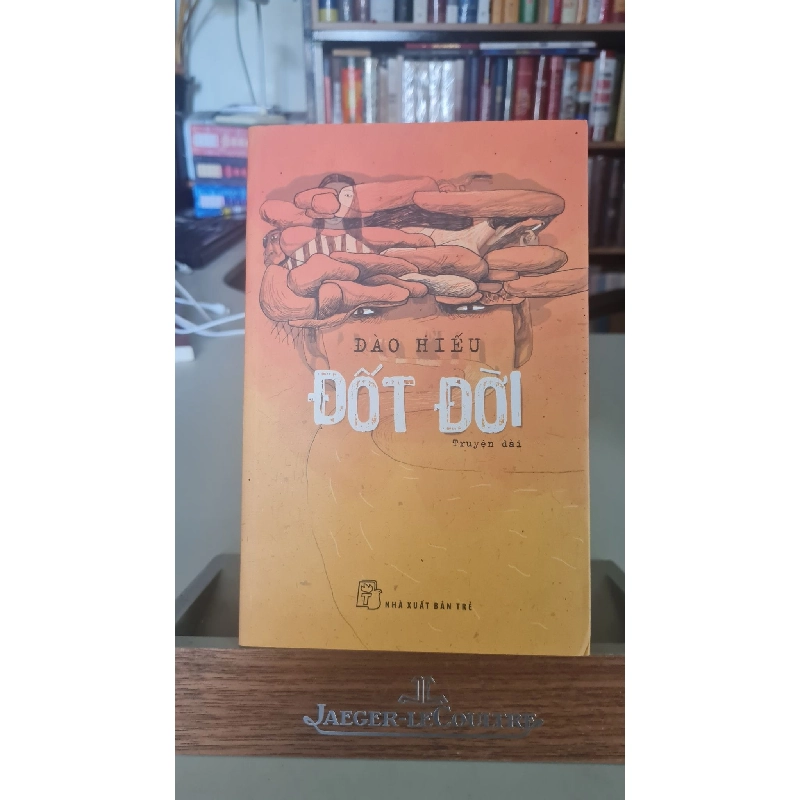 ĐÀO HIẾU
ĐỐT ĐỜI
Truyện dài
NHÀ XUẤT BẢN TRẺ
JAEGER-LECOULTRE